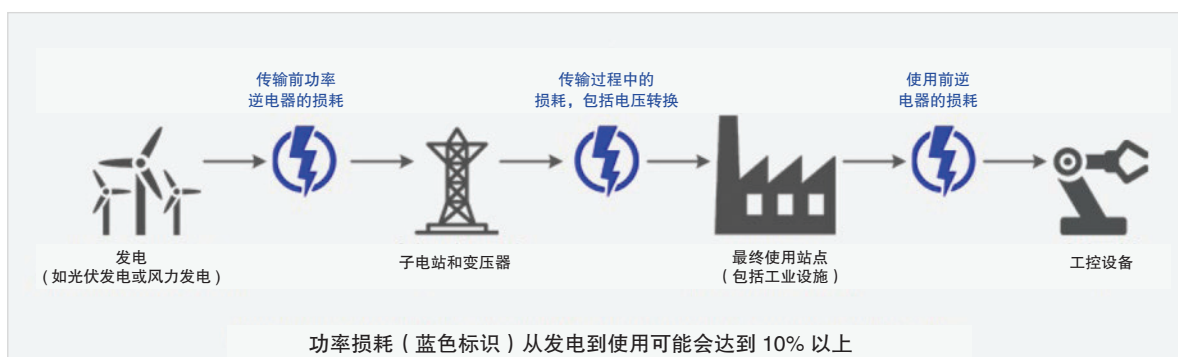 传输前功率
逆电器的损耗
传输过程中的
损耗，包括电压转换
使用前逆
电器的损耗
发电
（如光伏发电或风力发电）
子电站和变压器
最终使用站点
（包括工业设施）
工控设备
功率损耗（蓝色标识）从发电到使用可能会达到 10% 以上